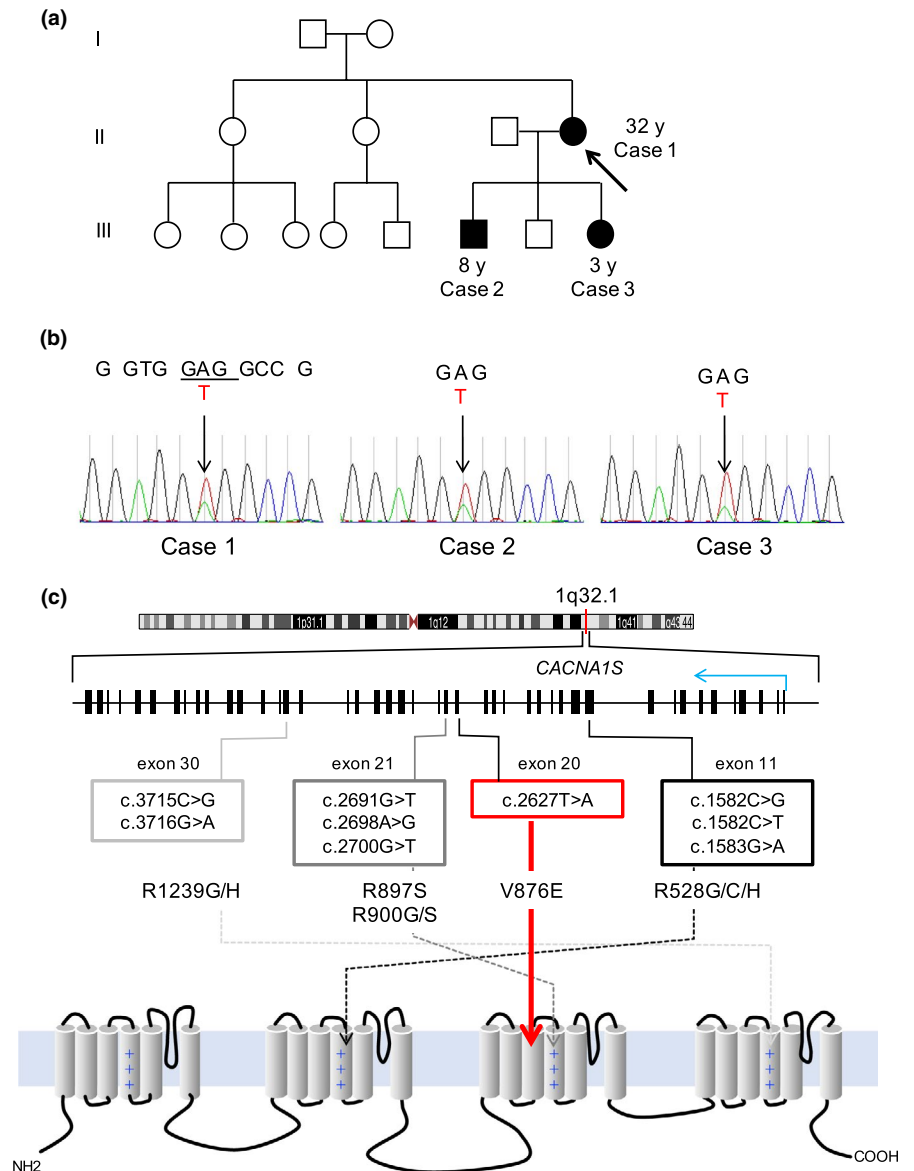 (a)
I
II
32 y
Case 1
III
8 y
Case 2
3 y
Case 3
(b)
G GTG GAG GCC G
T
GAG
T
GAG
T
Case 1
Case 2
Case 3
(c)
1q32.1
1p31.1
1q12
1q41
q43
44
CACNA1S
exon 30
exon 21
exon 20
exon 11
c.3715C>G
c.3716G>A
c.2691G>T
c.2698A>G
c.2700G>T
c.2627T>A
c.1582C>G
c.1582C>T
c.1583G>A
R1239G/H
R897S
R900G/S
V876E
R528G/C/H
+ + + +
+ + + +
+ + + +
NH2
COOH